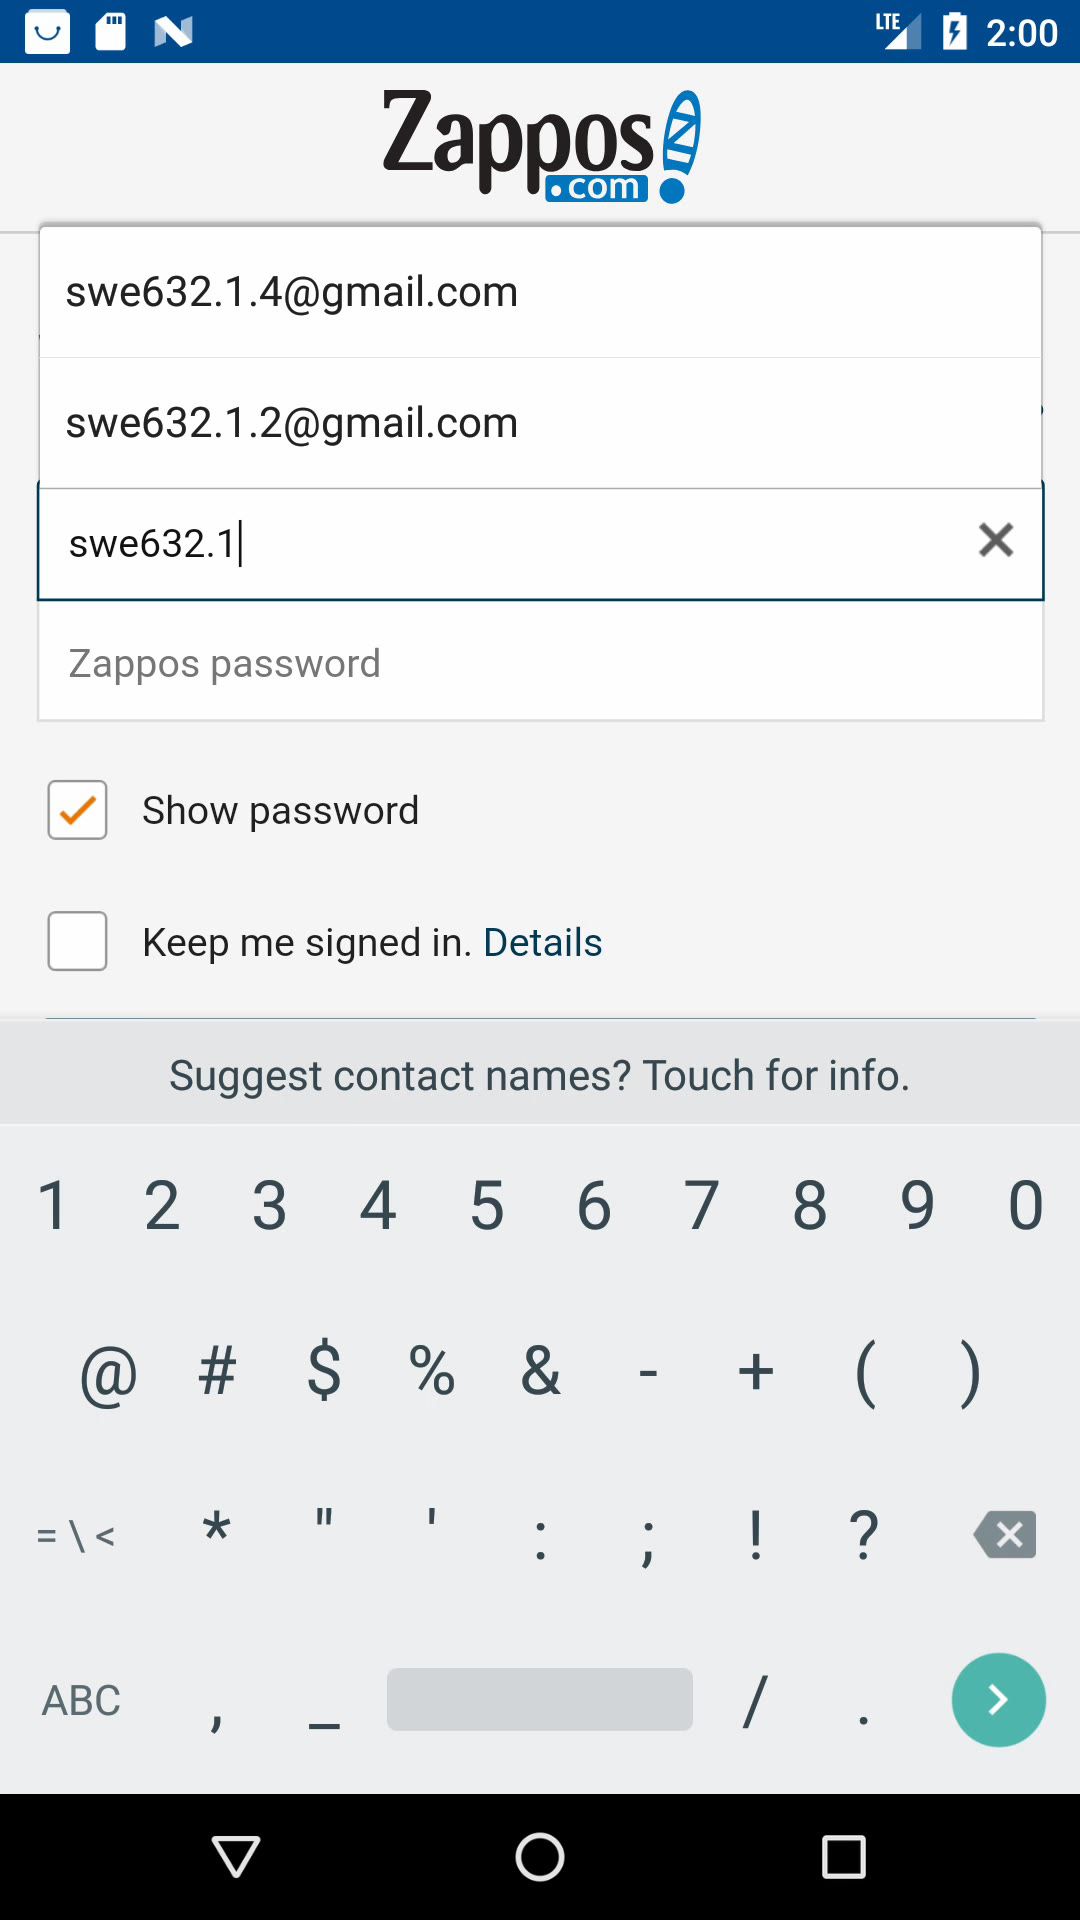 LTE 2:00
Zappos
.com
swe632.1.4@gmail.com
swe632.1.2@gmail.com
swe632.1
Zappos password
Show password
Keep me signed in. Details
Suggest contact names? Touch for info.
1 2 3 4 5 6 7 8 9 0
@ # $ % & - + ( )
= \ < * " ' : ; ! ?
ABC , _ / .